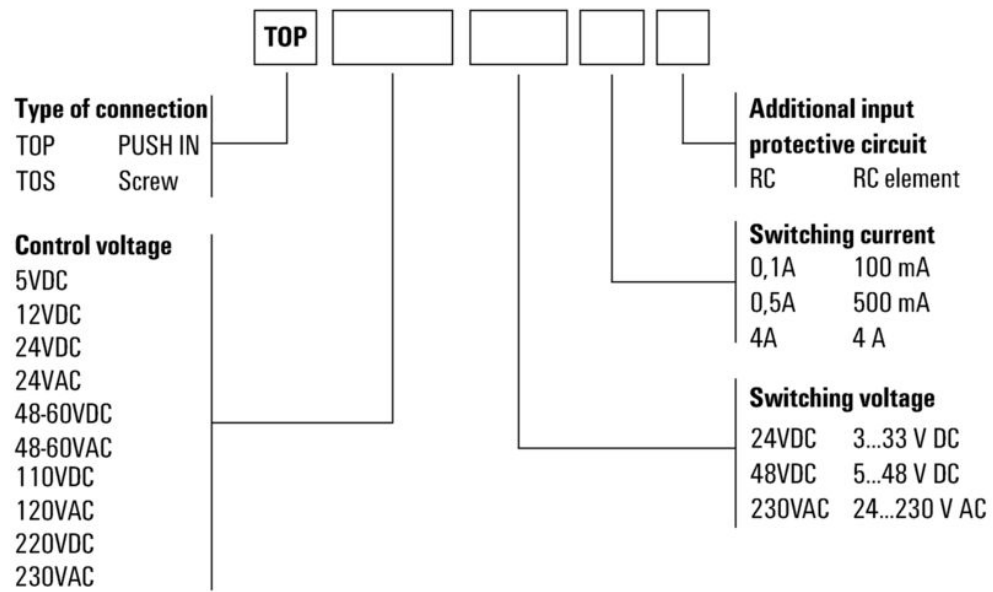 TOP
Type of connection
TOP PUSH IN
TOS Screw
Control voltage
5VDC
12VDC
24VDC
24VAC
48-60VDC
48-60VAC
110VDC
120VAC
220VDC
230VAC
Additional input
protective circuit
RC RC element
Switching current
0,1A 100 mA
0,5A 500 mA
4A 4 A
Switching voltage
24VDC 3...33 V DC
48VDC 5...48 V DC
230VAC 24...230 V AC